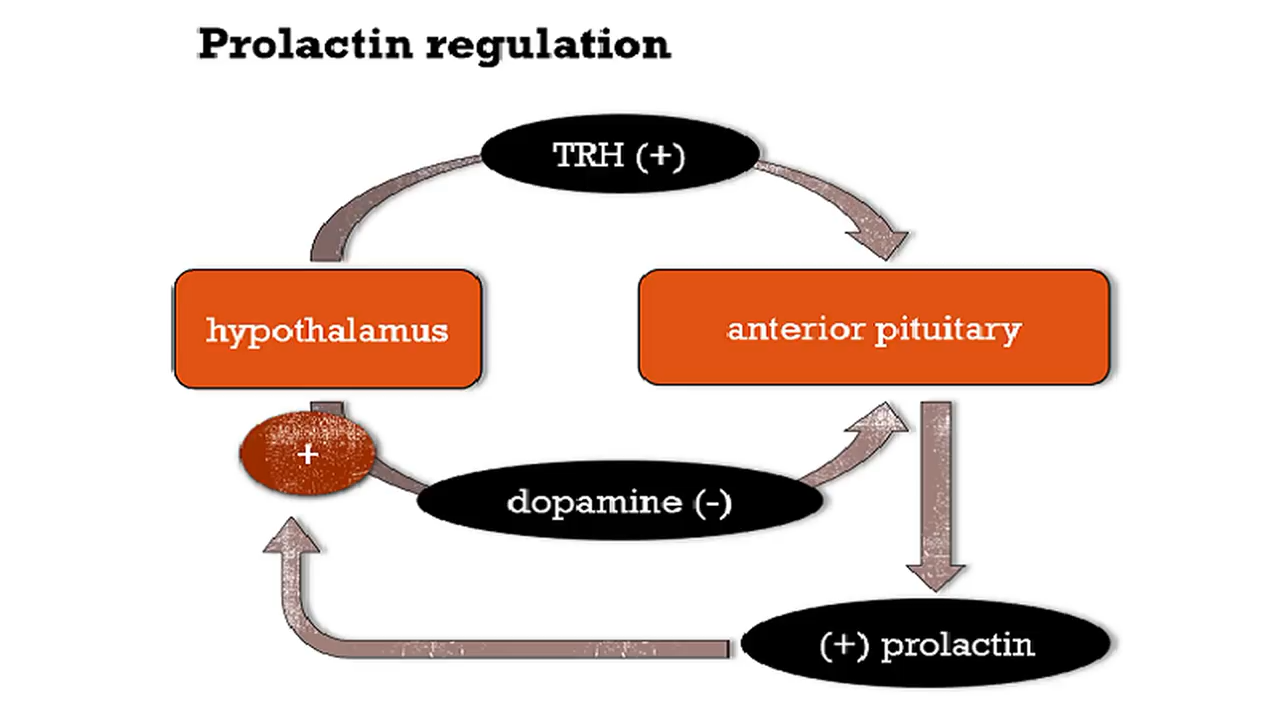 Prolactin regulation
TRH (+)
hypothalamus
anterior pituitary
+
dopamine (-)
(+) prolactin